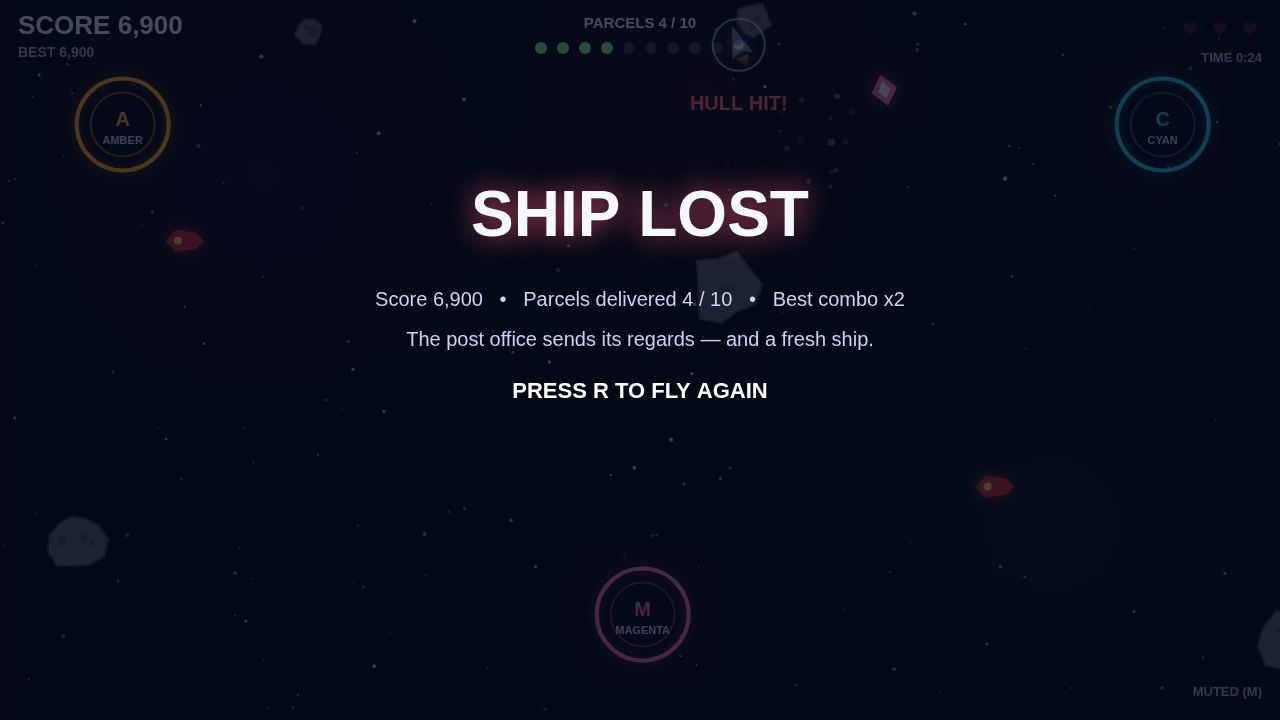 SCORE 6,900
BEST 6,900
PARCELS 4 / 10
TIME 0:24
HULL HIT!
A
AMBER
C
CYAN
SHIP LOST
Score 6,900 • Parcels delivered 4 / 10 • Best combo x2
The post office sends its regards — and a fresh ship.
PRESS R TO FLY AGAIN
M
MAGENTA
MUTED (M)